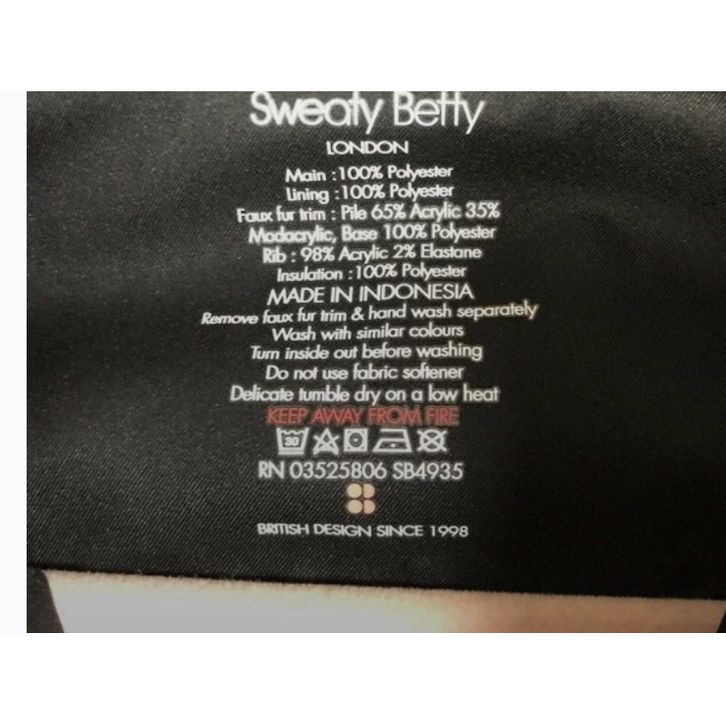 Sweaty Betty
LONDON
Main : 100% Polyester
Lining : 100% Polyester
Faux fur trim : Pile 65% Acrylic 35%
Modacrylic, Base 100% Polyester
Rib : 98% Acrylic 2% Elastane
Insulation : 100% Polyester
MADE IN INDONESIA
Remove faux fur trim & hand wash separately
Wash with similar colours
Turn inside out before washing
Do not use fabric softener
Delicate tumble dry on a low heat
KEEP AWAY FROM FIRE
30
RN 03525806 SB4935
BRITISH DESIGN SINCE 1998